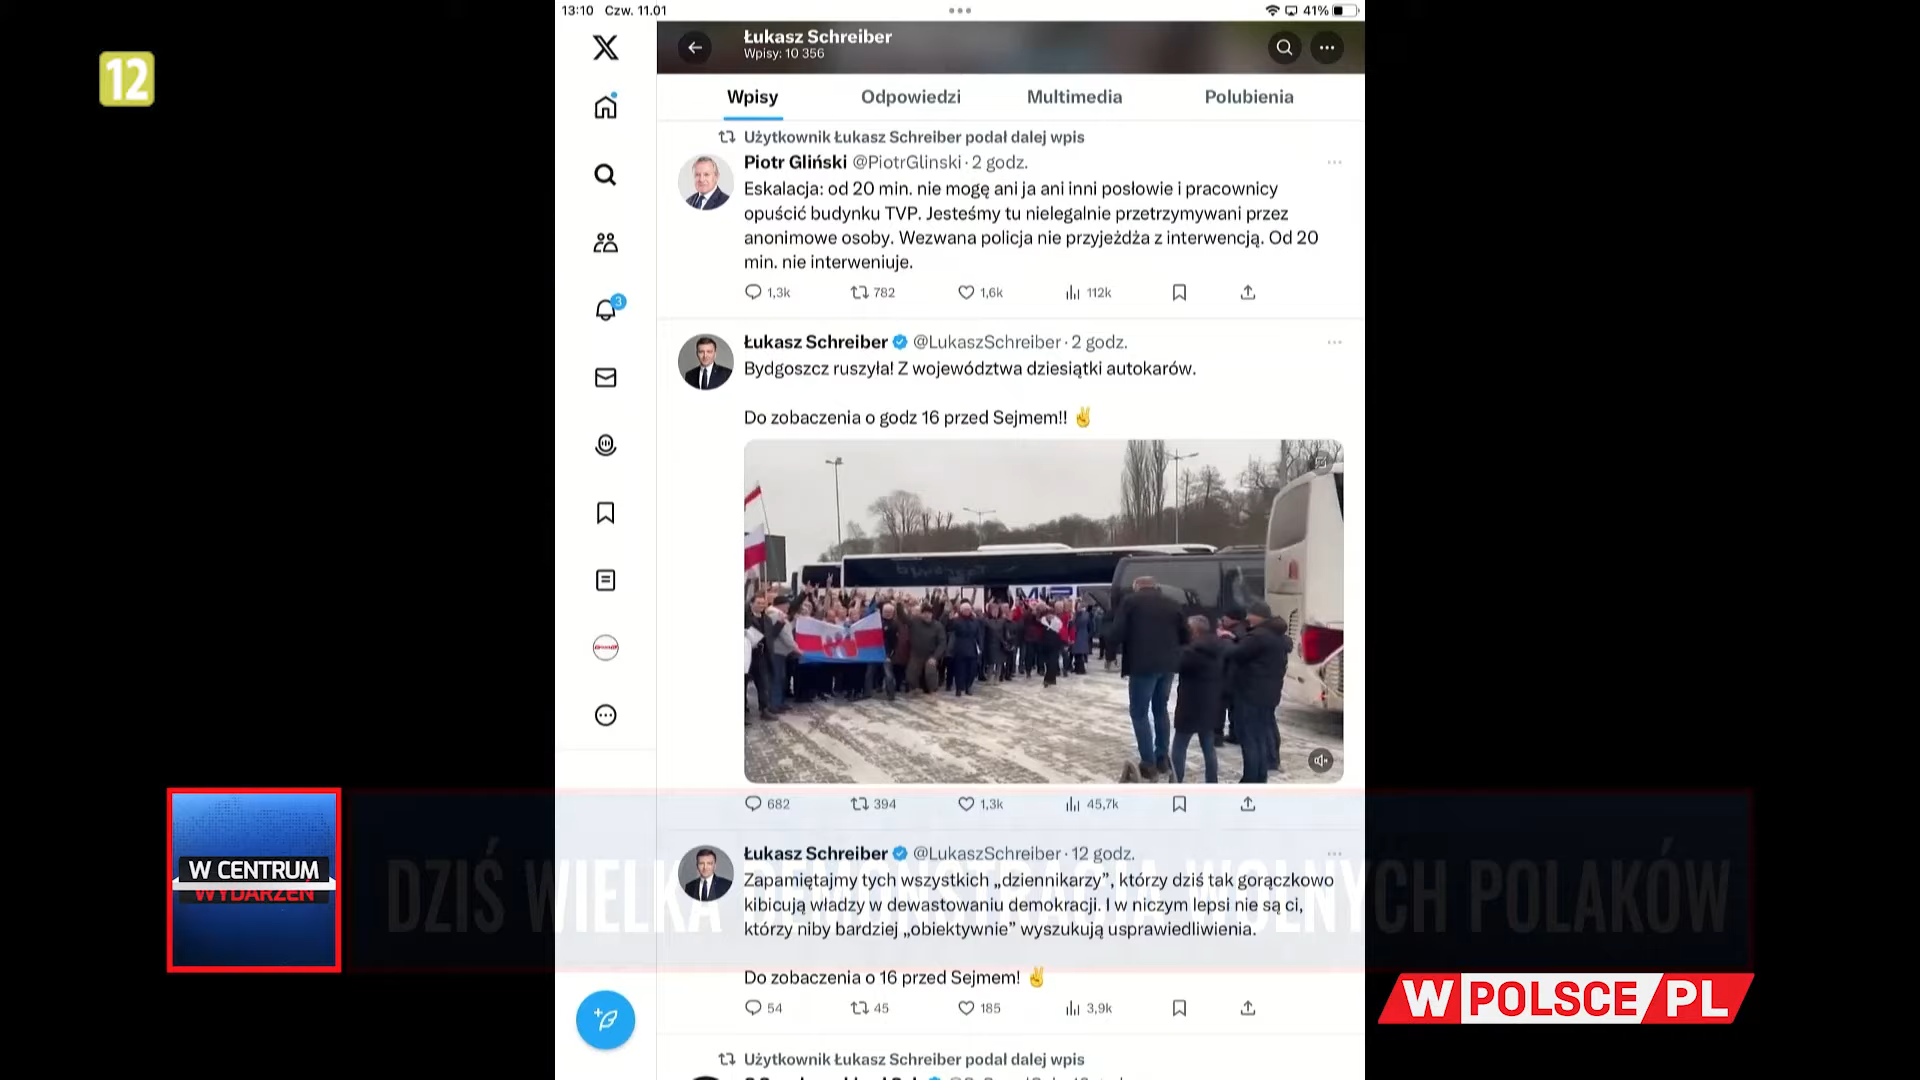 13:10 Czw. 11.01
41%
12
Łukasz Schreiber
Wpisy: 10 356
Wpisy Odpowiedzi Multimedia Polubienia
Użytkownik Łukasz Schreiber podał dalej wpis
Piotr Gliński @PiotrGlinski · 2 godz.
Eskalacja: od 20 min. nie mogę ani ja ani inni posłowie i pracownicy
opuścić budynku TVP. Jesteśmy tu nielegalnie przetrzymywani przez
anonimowe osoby. Wezwana policja nie przyjeżdża z interwencją. Od 20
min. nie interweniuje.
1,3k 782 1,6k 112k
3
Łukasz Schreiber @LukaszSchreiber · 2 godz.
Bydgoszcz ruszyła! Z województwa dziesiątki autokarów.
Do zobaczenia o godz 16 przed Sejmem!! ✌️
682 394 1,3k 45,7k
Łukasz Schreiber @LukaszSchreiber · 12 godz.
Zapamiętajmy tych wszystkich „dziennikarzy”, którzy dziś tak gorączkowo
kibicują władzy w dewastowaniu demokracji. I w niczym lepsi nie są ci,
którzy niby bardziej „obiektywnie” wyszukują usprawiedliwienia.
Do zobaczenia o 16 przed Sejmem! ✌️
54 45 185 3,9k
Użytkownik Łukasz Schreiber podał dalej wpis
W CENTRUM
WYDARZEŃ
DZIŚ WIELKA DEMONSTRACJA WOLNYCH POLAKÓW
W POLSCE PL